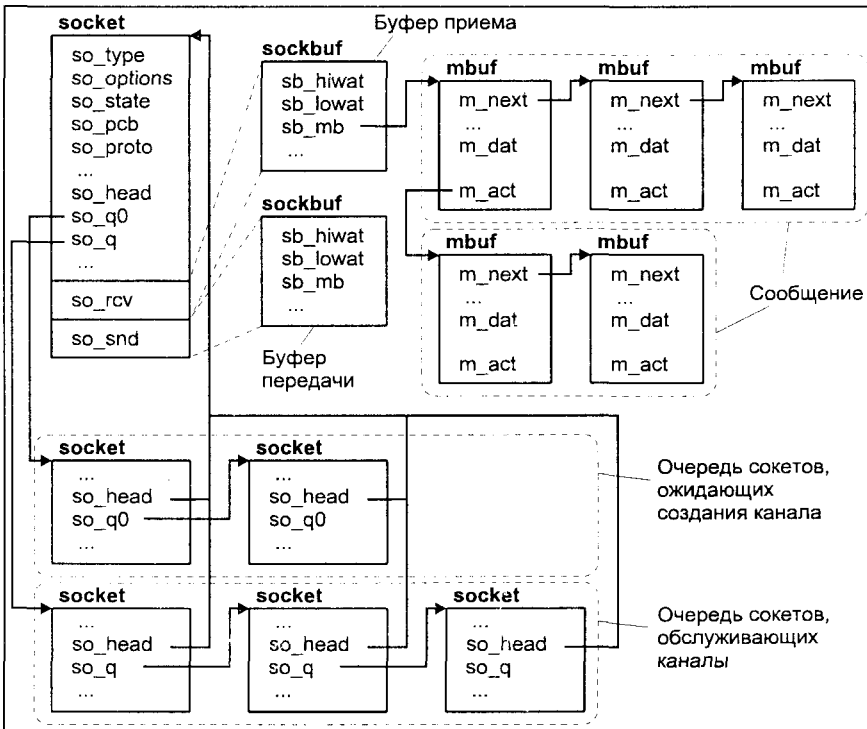 socket
so_type
so_options
so_state
so_pcb
so_proto
...
so_head
so_q0
so_q
...
so_rcv
so_snd
Буфер приема
sockbuf
sb_hiwat
sb_lowat
sb_mb
...
sockbuf
sb_hiwat
sb_lowat
sb_mb
...
Буфер
передачи
mbuf
m_next
...
m_dat
m_act
mbuf
m_next
...
m_dat
m_act
mbuf
m_next
...
m_dat
m_act
mbuf
m_next
...
m_dat
m_act
mbuf
m_next
...
m_dat
m_act
Сообщение
socket
...
so_head
so_q0
...
socket
...
so_head
so_q0
...
Очередь сокетов,
ожидающих
создания канала
socket
...
so_head
so_q
...
socket
...
so_head
so_q
...
socket
...
so_head
so_q
...
Очередь сокетов,
обслуживающих
каналы